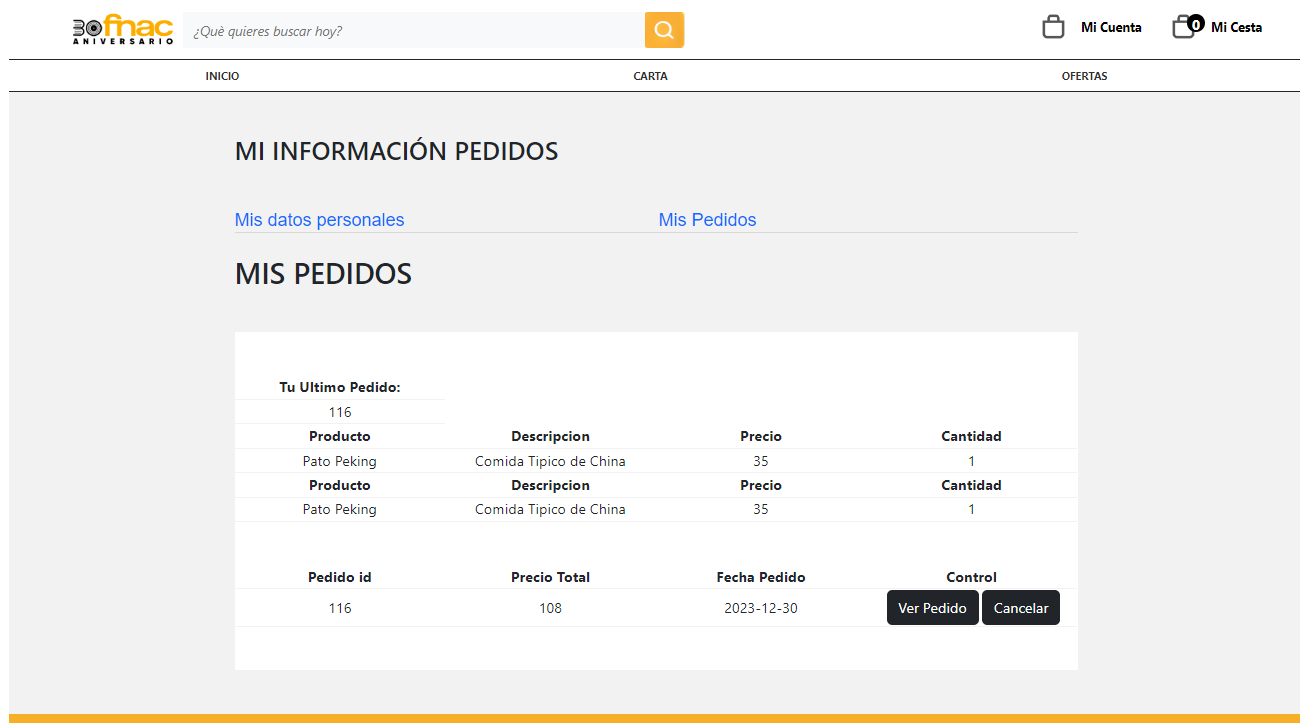 30 fnac
ANIVERSARIO
¿Què quieres buscar hoy?
Mi Cuenta
0
Mi Cesta
INICIO CARTA OFERTAS
MI INFORMACIÓN PEDIDOS
Mis datos personales Mis Pedidos
MIS PEDIDOS
Tu Ultimo Pedido:
116
Producto Descripcion Precio Cantidad
Pato Peking Comida Tipico de China 35 1
Producto Descripcion Precio Cantidad
Pato Peking Comida Tipico de China 35 1
Pedido id Precio Total Fecha Pedido Control
116 108 2023-12-30 Ver Pedido Cancelar